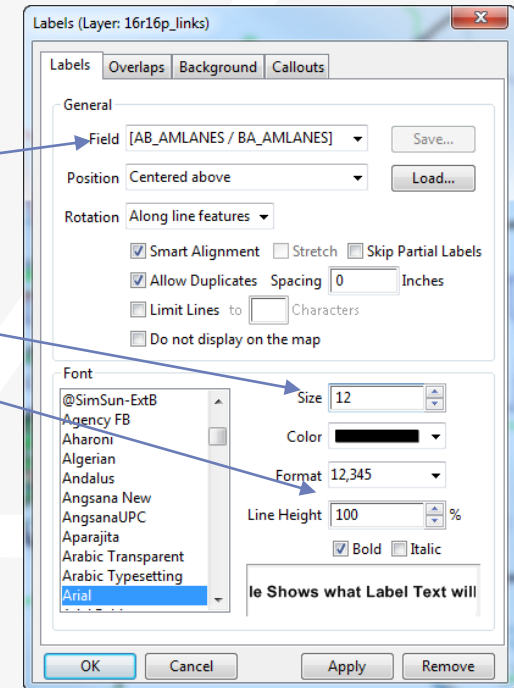 Labels (Layer: 16r16p_links)
Labels Overlaps Background Callouts
General
Field [AB_AMLANES / BA_AMLANES] Save...
Position Centered above Load...
Rotation Along line features
Smart Alignment Stretch Skip Partial Labels
Allow Duplicates Spacing 0 Inches
Limit Lines to Characters
Do not display on the map
Font
@SimSun-ExtB
Agency FB
Aharoni
Algerian
Andalus
Angsana New
AngsanaUPC
Aparajita
Arabic Transparent
Arabic Typesetting
Arial
Size 12
Color
Format 12,345
Line Height 100 %
Bold Italic
le Shows what Label Text will
OK Cancel Apply Remove